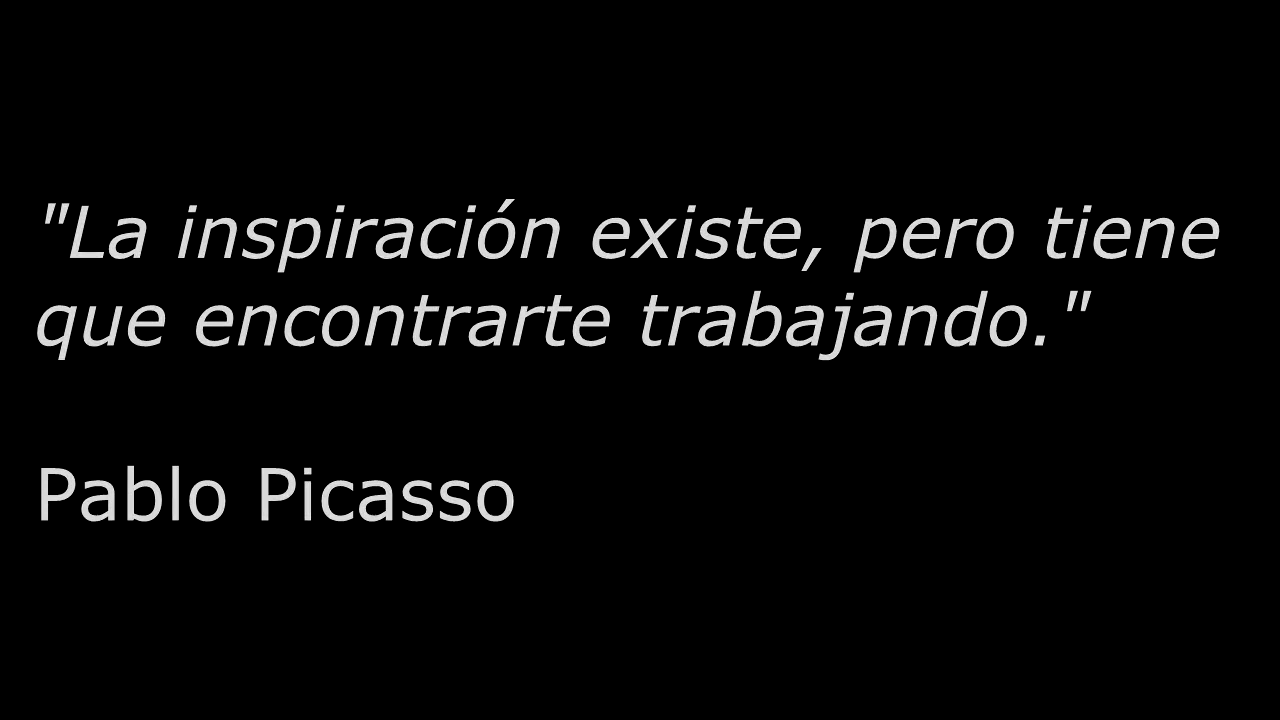 "La inspiración existe, pero tiene
que encontrarte trabajando."
Pablo Picasso